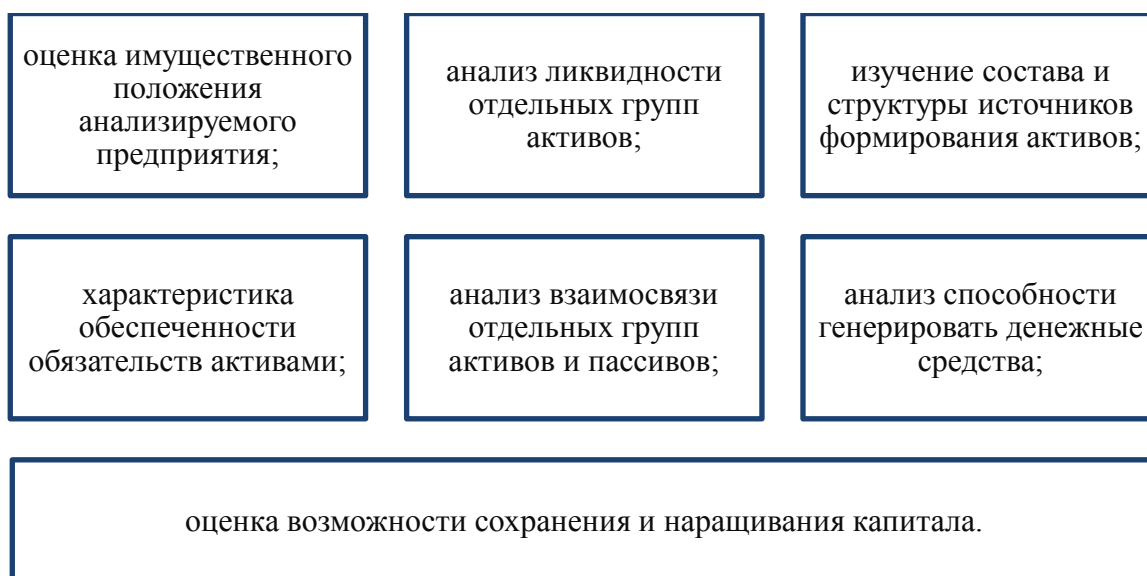 оценка имущественного
положения
анализируемого
предприятия;
анализ ликвидности
отдельных групп
активов;
изучение состава и
структуры источников
формирования активов;
характеристика
обеспеченности
обязательств активами;
анализ взаимосвязи
отдельных групп
активов и пассивов;
анализ способности
генерировать денежные
средства;
оценка возможности сохранения и наращивания капитала.